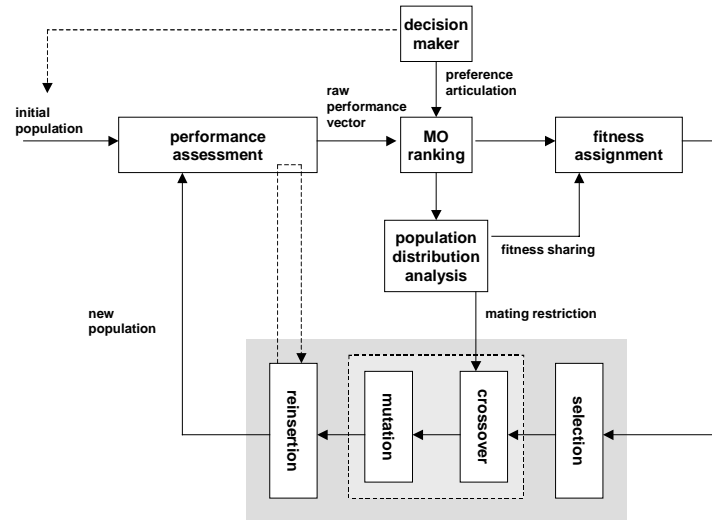 decision
maker
preference
articulation
raw
performance
vector
initial
population
performance
assessment
MO
ranking
fitness
assignment
population
distribution
analysis
fitness sharing
mating restriction
new
population
reinsertion
mutation
crossover
selection